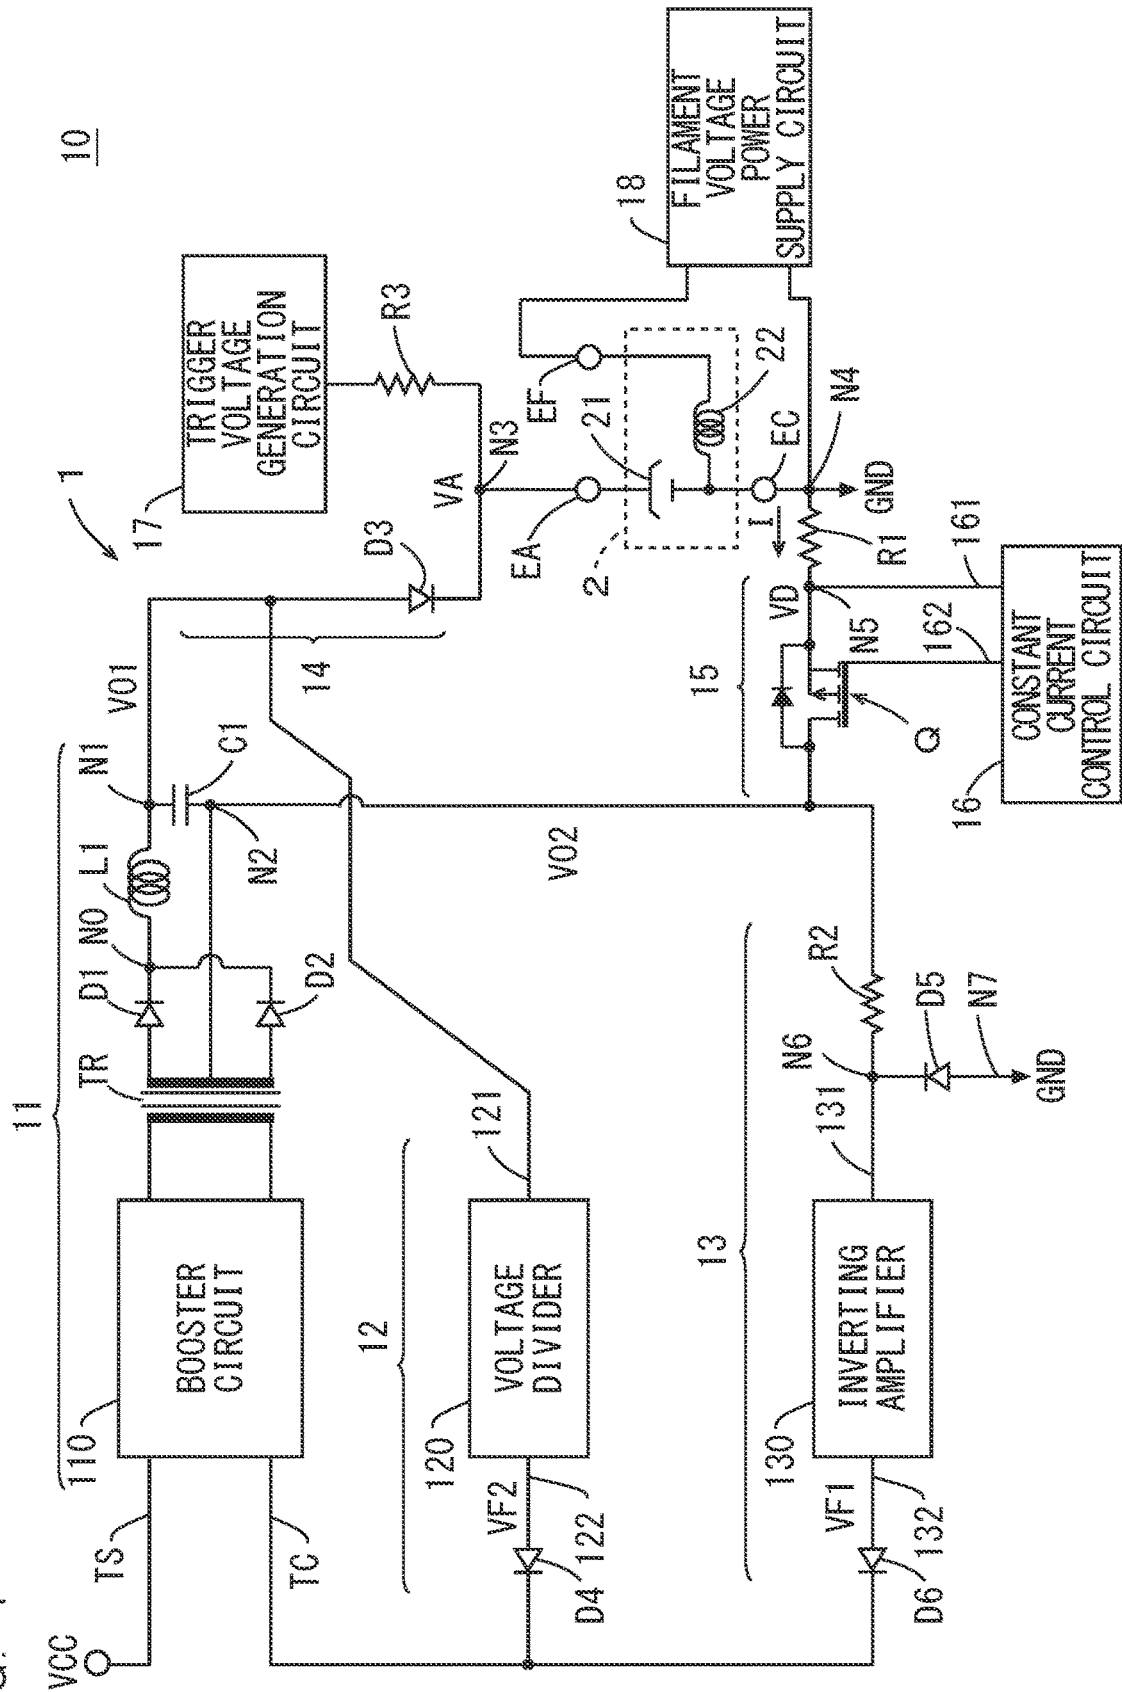 10
1
11
110
BOOSTER
CIRCUIT
VCC
TS
TC
TR
D1
N0
L1
N1
VO1
D2
N2
C1
14
D3
17
TRIGGER
VOLTAGE
GENERATION
CIRCUIT
R3
VA
N3
EA
EF
2
21
22
EC
18
FILAMENT
VOLTAGE
POWER
SUPPLY CIRCUIT
12
120
VOLTAGE
DIVIDER
121
VF2
122
D4
VO2
15
VD
I
N4
GND
R1
N5
161
162
Q
16
CONSTANT
CURRENT
CONTROL CIRCUIT
13
130
INVERTING
AMPLIFIER
131
VF1
132
D6
N6
R2
D5
N7
GND